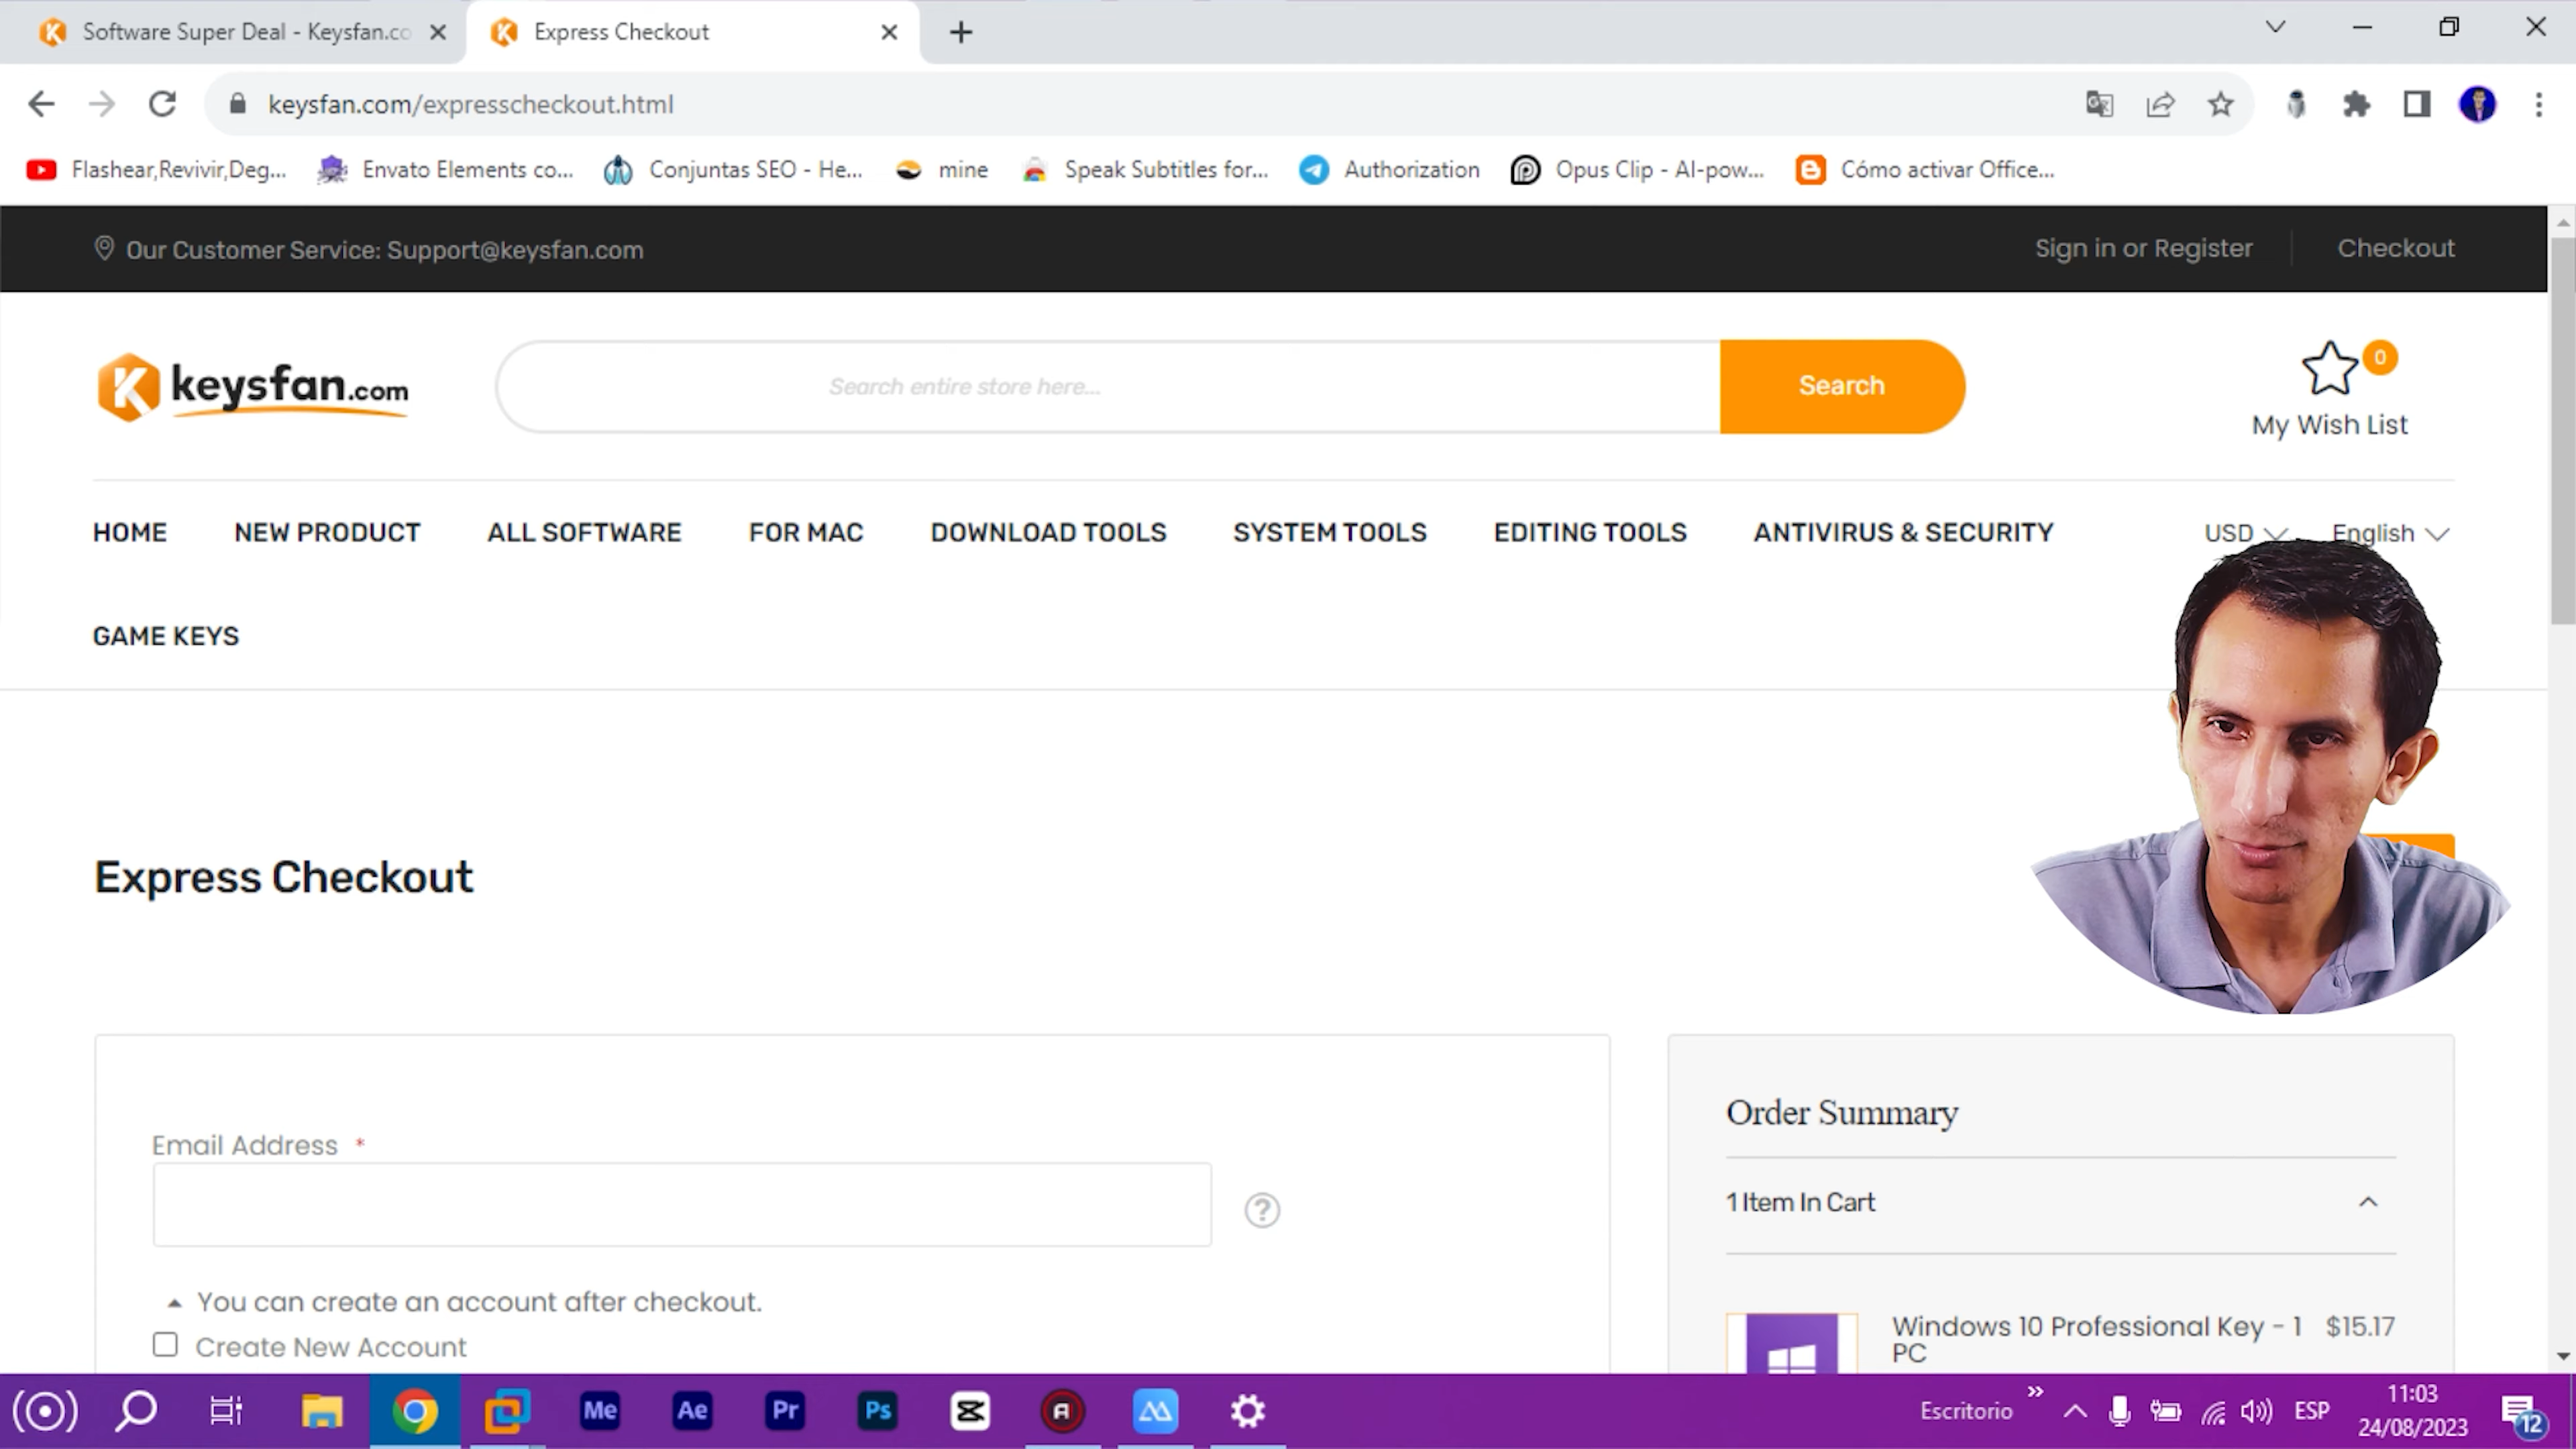 Software Super Deal - Keysfan.co
Express Checkout
keysfan.com/expresscheckout.html
Flashear,Revivir,Deg...
Envato Elements co...
Conjuntas SEO - He...
mine
Speak Subtitles for...
Authorization
Opus Clip - AI-pow...
Cómo activar Office...
Our Customer Service: Support@keysfan.com
Sign in or Register
Checkout
keysfan.com
Search entire store here...
Search
0
My Wish List
HOME
NEW PRODUCT
ALL SOFTWARE
FOR MAC
DOWNLOAD TOOLS
SYSTEM TOOLS
EDITING TOOLS
ANTIVIRUS & SECURITY
USD
English
GAME KEYS
Express Checkout
Email Address *
You can create an account after checkout.
Create New Account
Order Summary
1 Item In Cart
Windows 10 Professional Key - 1 $15.17
PC
Me
Ae
Pr
Ps
Escritorio
ESP
11:03
24/08/2023
12